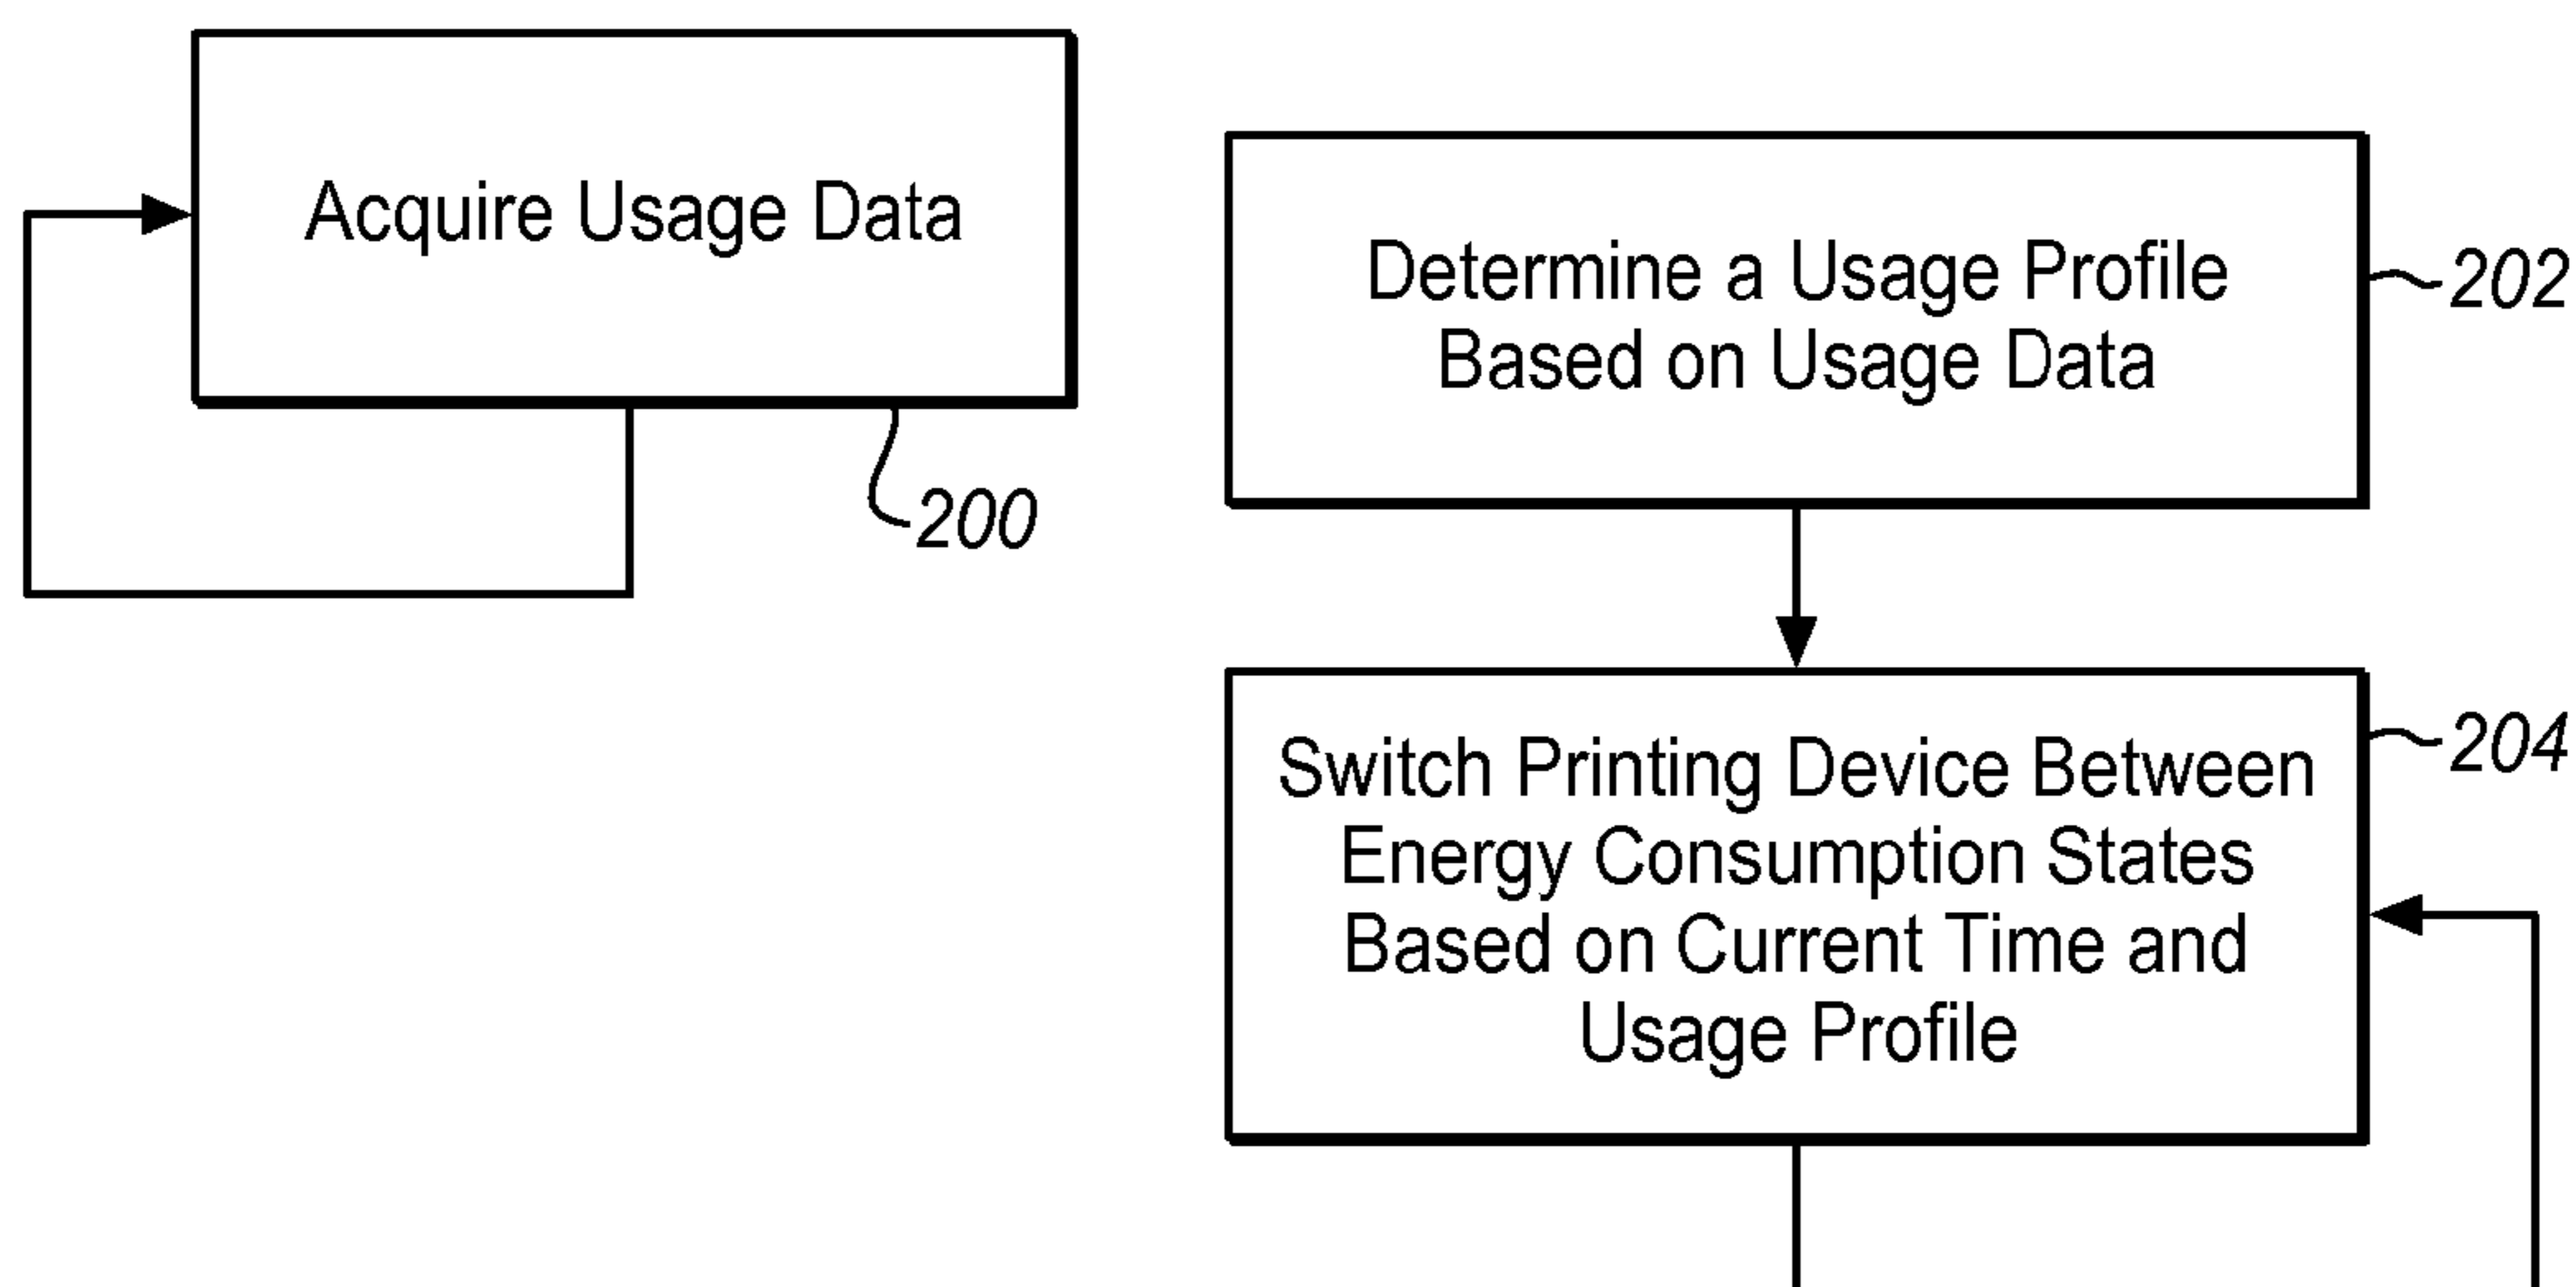 Acquire Usage Data
200
Determine a Usage Profile
Based on Usage Data
202
Switch Printing Device Between
Energy Consumption States
Based on Current Time and
Usage Profile
204